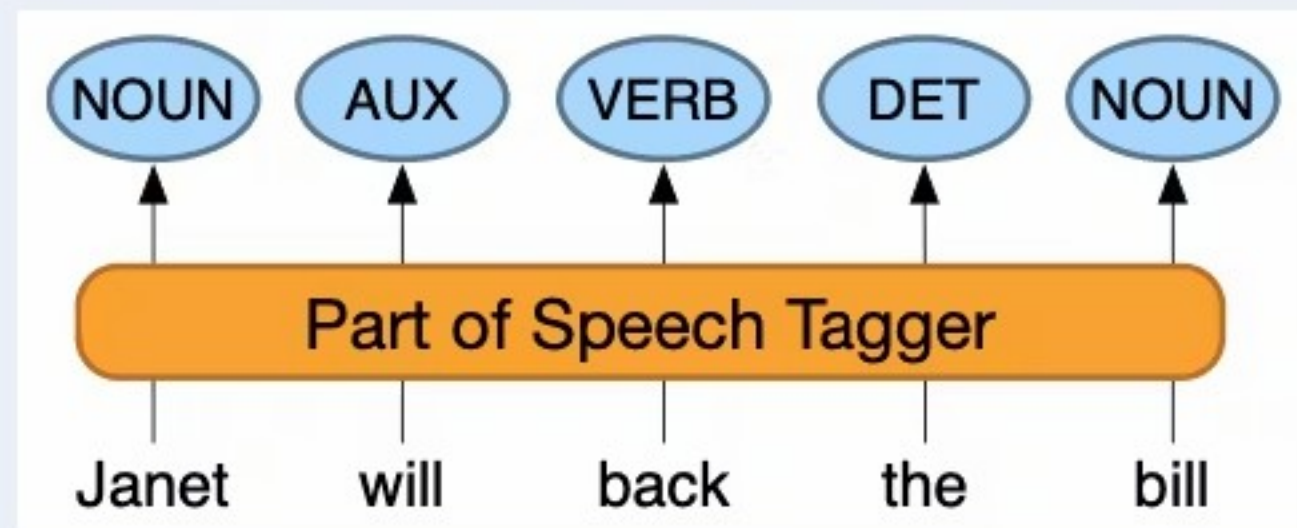 NOUN AUX VERB DET NOUN
Part of Speech Tagger
Janet will back the bill